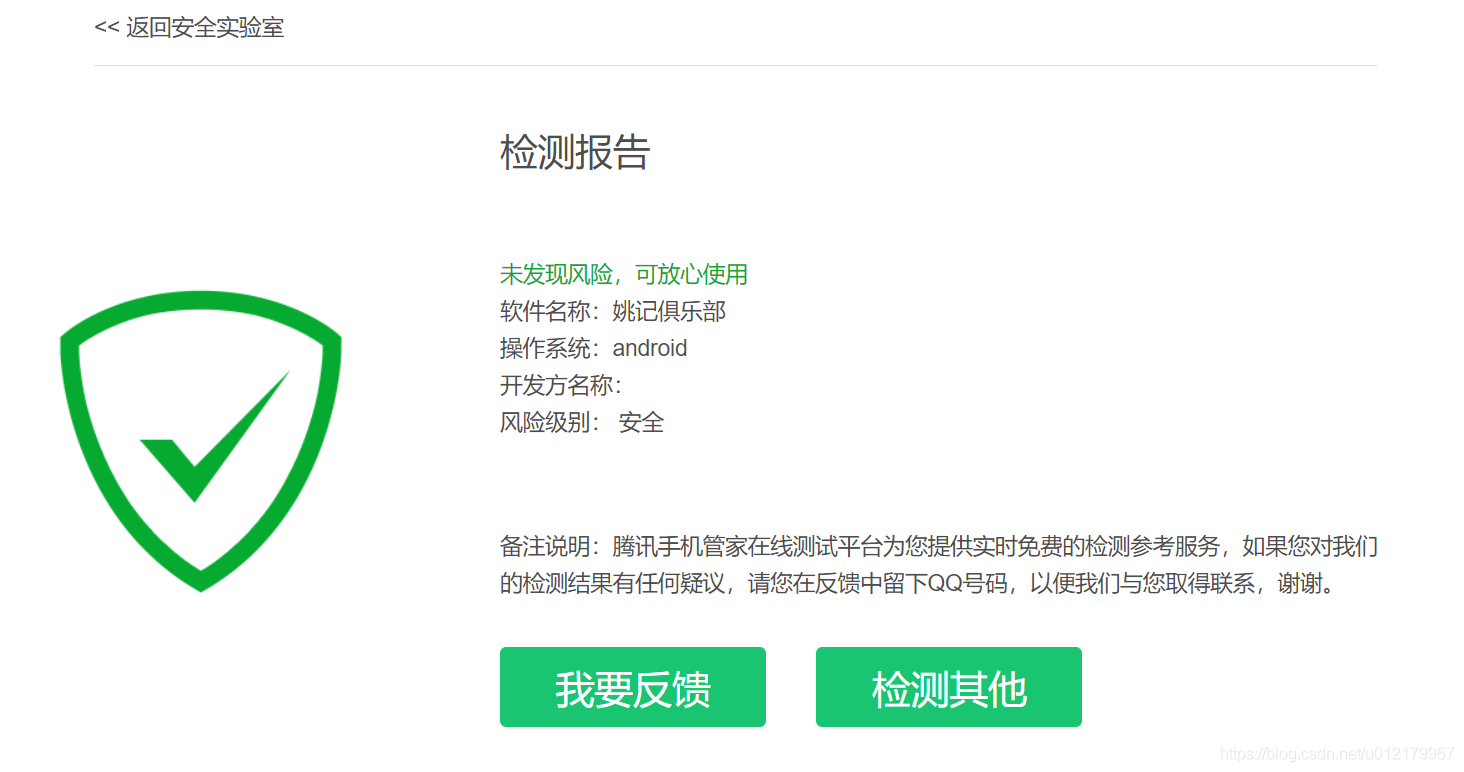 << 返回安全实验室
检测报告
未发现风险，可放心使用
软件名称：姚记俱乐部
操作系统：android
开发方名称：
风险级别： 安全
备注说明：腾讯手机管家在线测试平台为您提供实时免费的检测参考服务，如果您对我们
的检测结果有任何疑议，请您在反馈中留下QQ号码，以便我们与您取得联系，谢谢。
我要反馈 检测其他
https://blog.csdn.net/u012179967